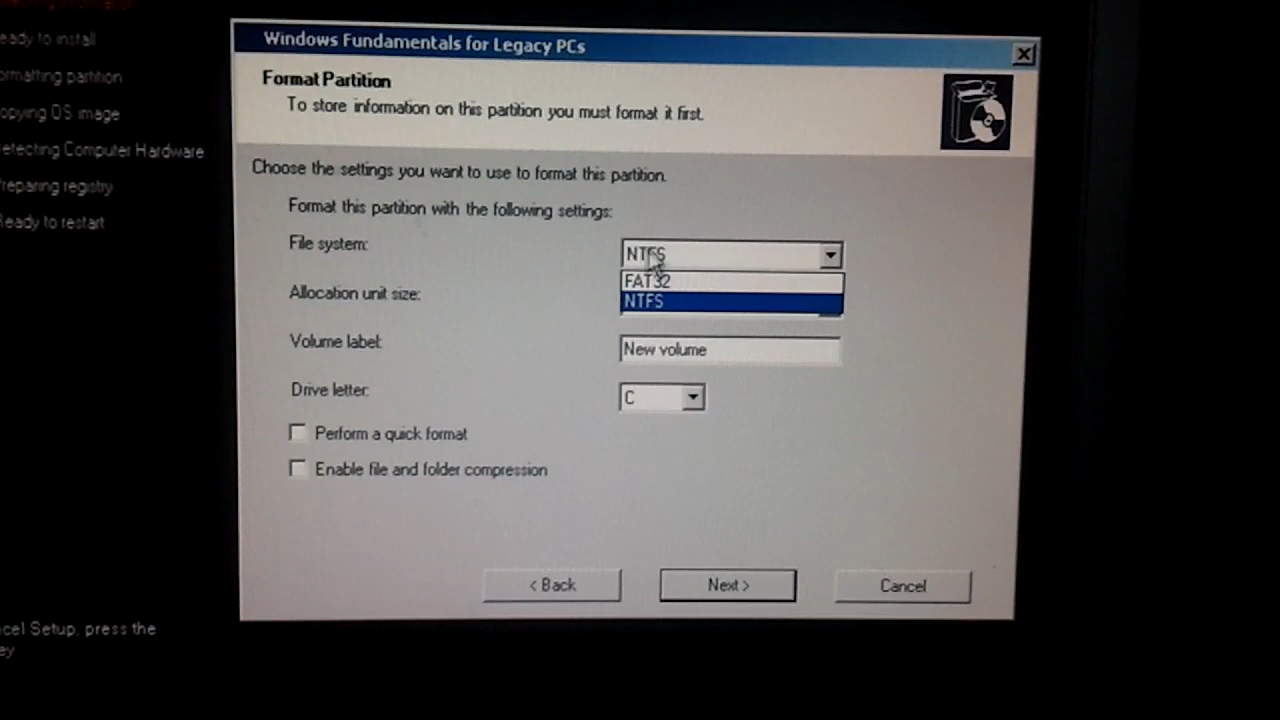 eady to install
ormatting partition
opying OS image
etecting Computer Hardware
reparing registry
Ready to restart
ncel Setup, press the
ey
Windows Fundamentals for Legacy PCs
Format Partition
To store information on this partition you must format it first.
Choose the settings you want to use to format this partition.
Format this partition with the following settings:
File system:
NTFS
FAT32
NTFS
Allocation unit size:
Volume label:
New volume
Drive letter:
C
Perform a quick format
Enable file and folder compression
< Back
Next >
Cancel